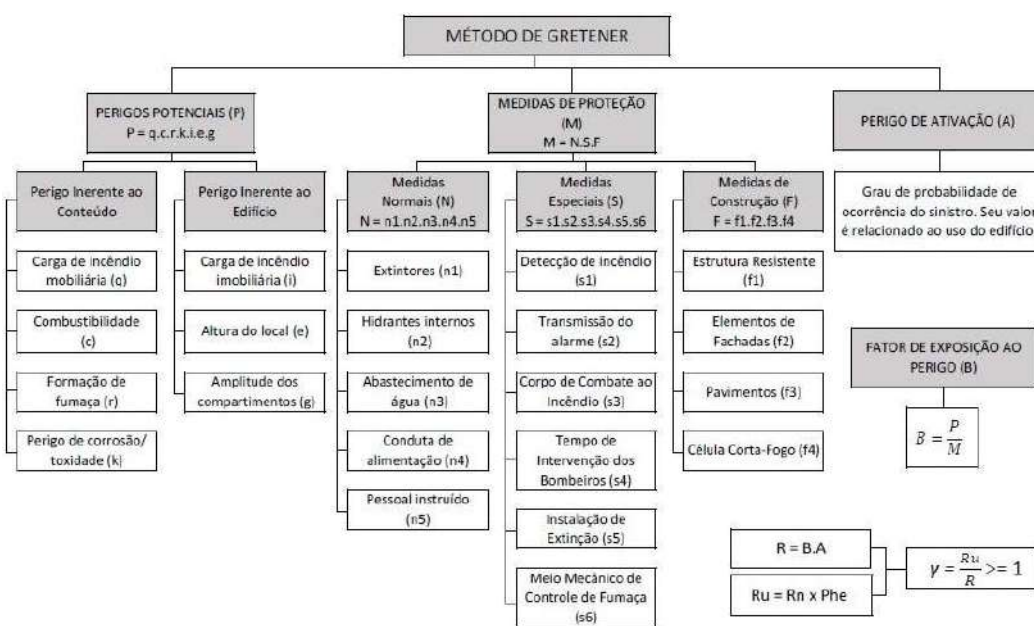 MÉTODO DE GRETENER
PERIGOS POTENCIAIS (P)
P = q.c.r.k.i.e.g
MEDIDAS DE PROTEÇÃO
(M)
M = N.S.F
PERIGO DE ATIVAÇÃO (A)
Perigo Inerente ao
Conteúdo
Carga de incêndio
mobiliária (q)
Combustibilidade
(c)
Formação de
fumaça (r)
Perigo de corrosão/
toxidade (k)
Perigo Inerente ao
Edifício
Carga de incêndio
imobiliária (i)
Altura do local (e)
Amplitude dos
compartimentos (g)
Medidas
Normais (N)
N = n1.n2.n3.n4.n5
Extintores (n1)
Hidrantes internos
(n2)
Abastecimento de
água (n3)
Conduta de
alimentação (n4)
Pessoal instruído
(n5)
Medidas
Especiais (S)
S = s1.s2.s3.s4.s5.s6
Detecção de incêndio
(s1)
Transmissão do
alarme (s2)
Corpo de Combate ao
Incêndio (s3)
Tempo de
Intervenção dos
Bombeiros (s4)
Instalação de
Extinção (s5)
Meio Mecânico de
Controle de Fumaça
(s6)
Medidas de
Construção (F)
F = f1.f2.f3.f4
Estrutura Resistente
(f1)
Elementos de
Fachadas (f2)
Pavimentos (f3)
Célula Corta-Fogo (f4)
Grau de probabilidade de
ocorrência do sinistro. Seu valor
é relacionado ao uso do edifício
FATOR DE EXPOSIÇÃO AO
PERIGO (B)
B = P/M
R = B.A
Ru = Rn x Phe
γ = Ru/R >= 1